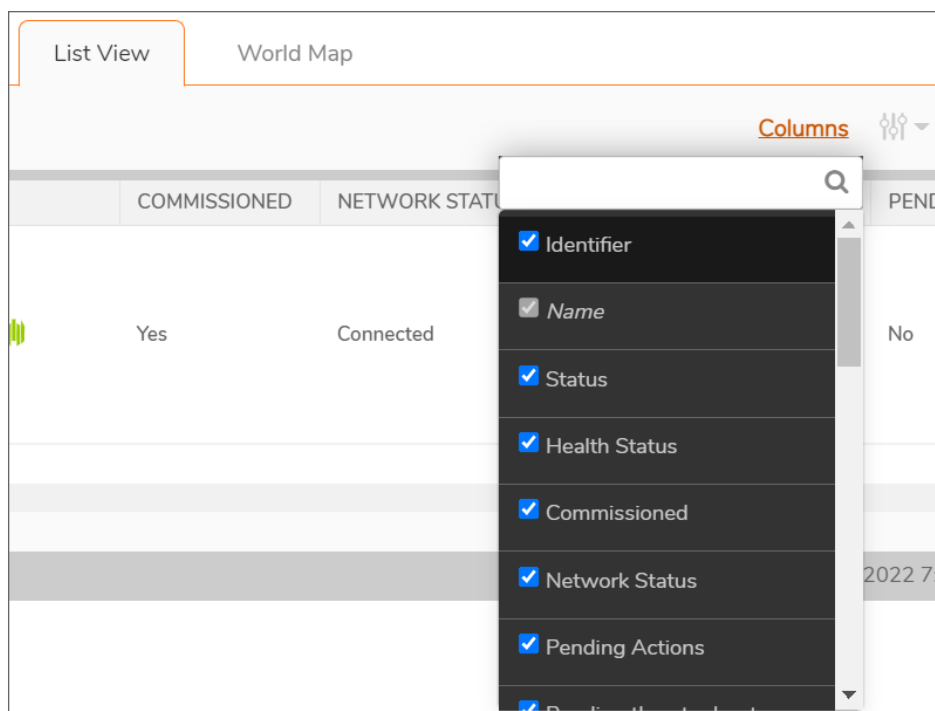 List View World Map
Columns
COMMISSIONED NETWORK STATU PEND
Identifier
Name
Yes Connected No
Status
Health Status
Commissioned
Network Status
2022 7:
Pending Actions